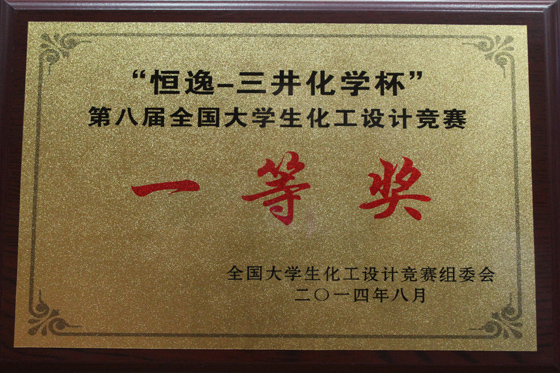 “恒逸–三井化学杯”
第八届全国大学生化工设计竞赛
一等奖
全国大学生化工设计竞赛组委会
二〇一四年八月